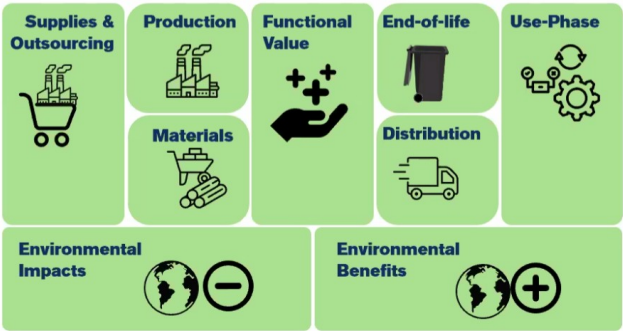 Supplies &
Outsourcing
Production
Materials
Functional
Value
End-of-life
Distribution
Use-Phase
Environmental
Impacts
Environmental
Benefits